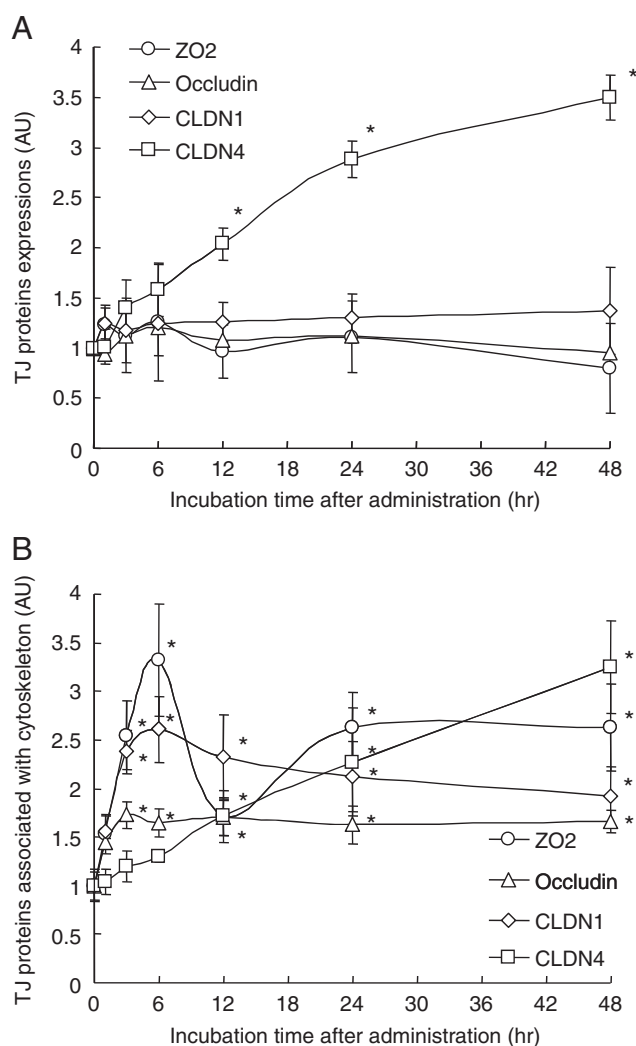 A
ZO2
Occludin
CLDN1
CLDN4
TJ proteins expressions (AU)
4
3.5
3
2.5
2
1.5
1
0.5
0
* * * *
0 6 12 18 24 30 36 42 48
Incubation time after administration (hr)
B
TJ proteins associated with cytoskeleton (AU)
4
3.5
3
2.5
2
1.5
1
0.5
0
* * * * * * * * * * * * * * * *
ZO2
Occludin
CLDN1
CLDN4
0 6 12 18 24 30 36 42 48
Incubation time after administration (hr)